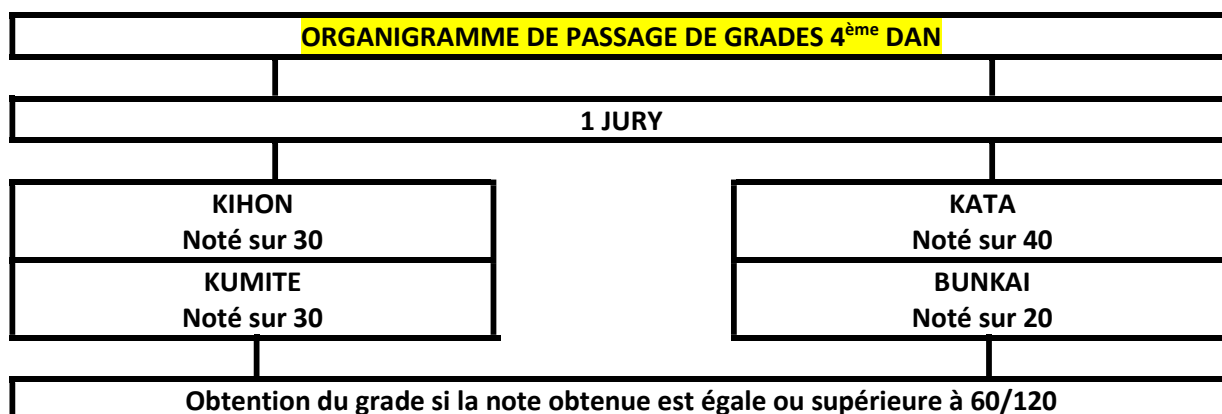 ORGANIGRAMME DE PASSAGE DE GRADES 4ème DAN
1 JURY
KIHON
Noté sur 30
KUMITE
Noté sur 30
KATA
Noté sur 40
BUNKAI
Noté sur 20
Obtention du grade si la note obtenue est égale ou supérieure à 60/120